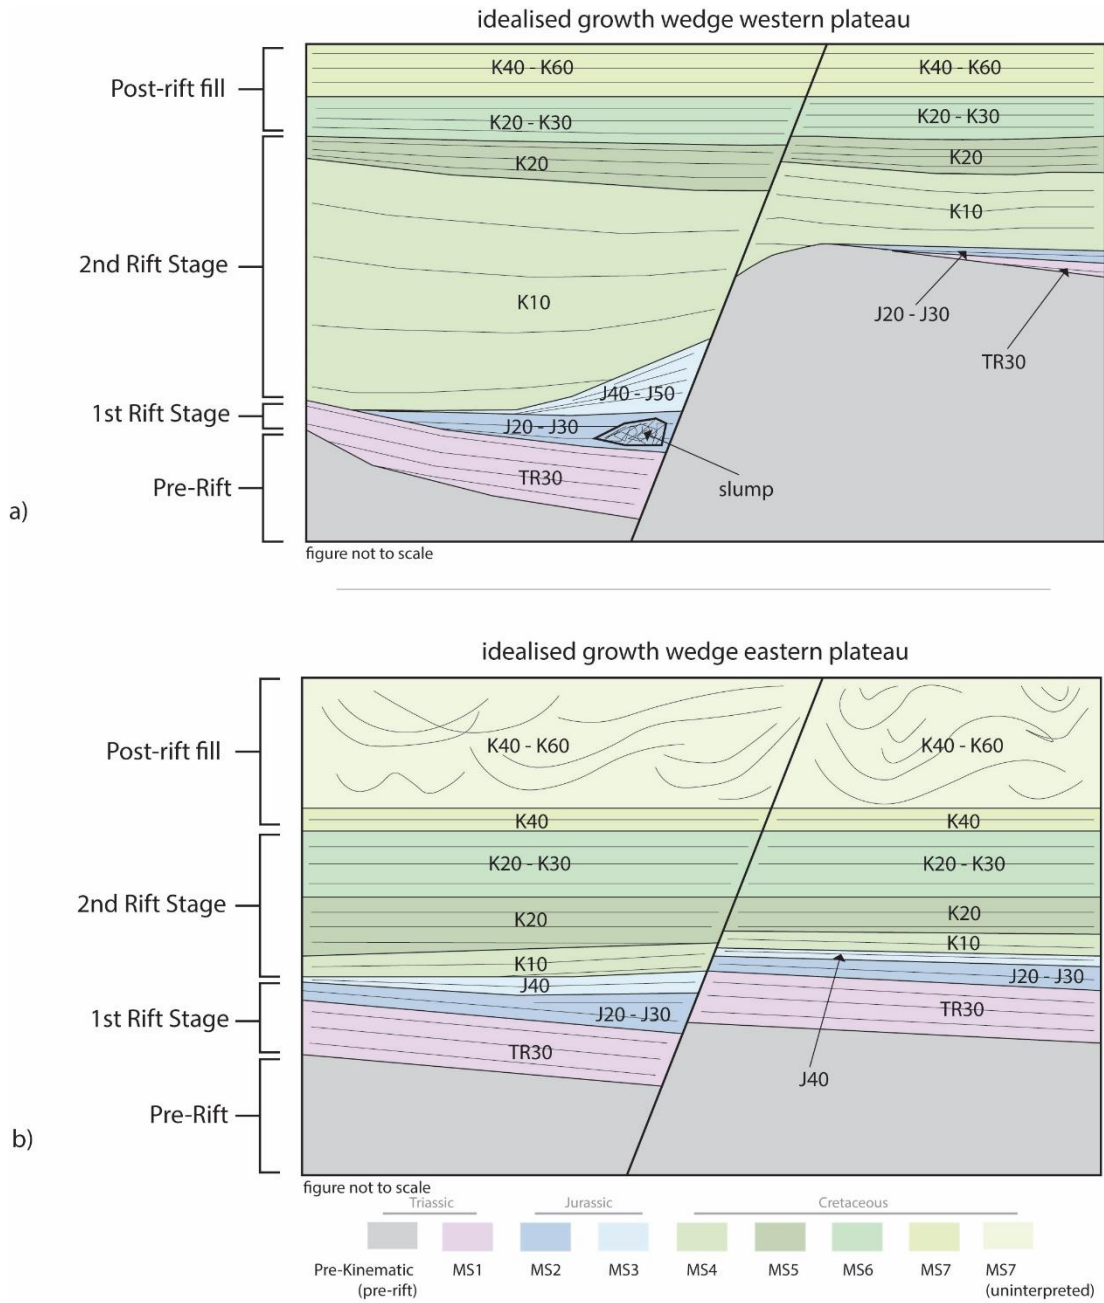 idealised growth wedge western plateau
Post-rift fill
K40 - K60
K40 - K60
K20 - K30
K20 - K30
K20
K20
2nd Rift Stage
K10
K10
J20 - J30
TR30
1st Rift Stage
J40 - J50
J20 - J30
Pre-Rift
TR30
slump
a)
figure not to scale
idealised growth wedge eastern plateau
Post-rift fill
K40 - K60
K40 - K60
K40
K40
K20 - K30
K20 - K30
2nd Rift Stage
K20
K20
K10
K10
J40
J20 - J30
1st Rift Stage
J20 - J30
TR30
TR30
J40
Pre-Rift
b)
figure not to scale
Triassic Jurassic Cretaceous
Pre-Kinematic MS1 MS2 MS3 MS4 MS5 MS6 MS7 MS7
(pre-rift) (uninterpreted)